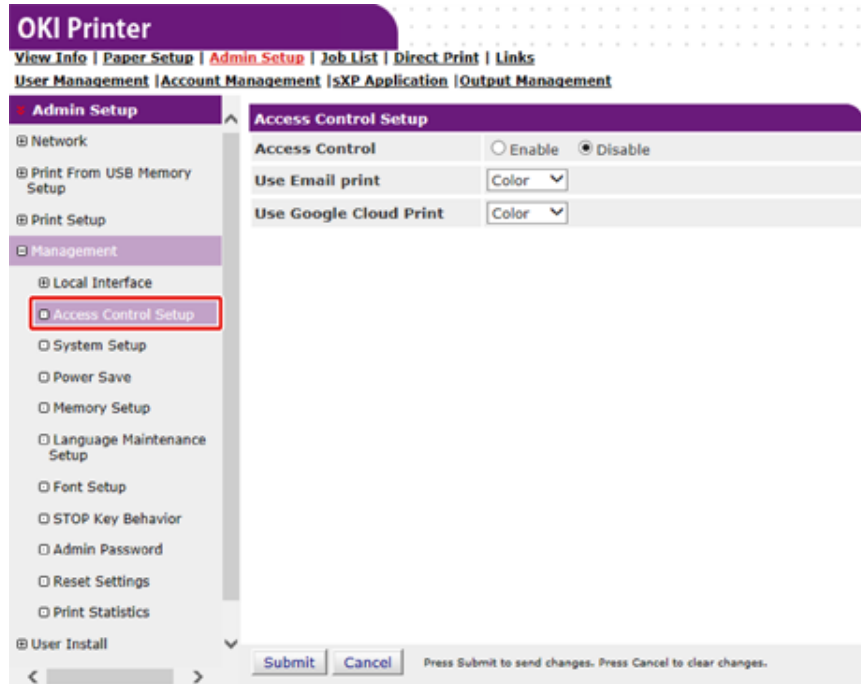 OKI Printer
View Info | Paper Setup | Admin Setup | Job List | Direct Print | Links
User Management |Account Management |sXP Application |Output Management
Admin Setup
Network
Print From USB Memory
Setup
Print Setup
Management
Local Interface
Access Control Setup
System Setup
Power Save
Memory Setup
Language Maintenance
Setup
Font Setup
STOP Key Behavior
Admin Password
Reset Settings
Print Statistics
User Install
Access Control Setup
Access Control Enable Disable
Use Email print Color
Use Google Cloud Print Color
Submit Cancel Press Submit to send changes. Press Cancel to clear changes.